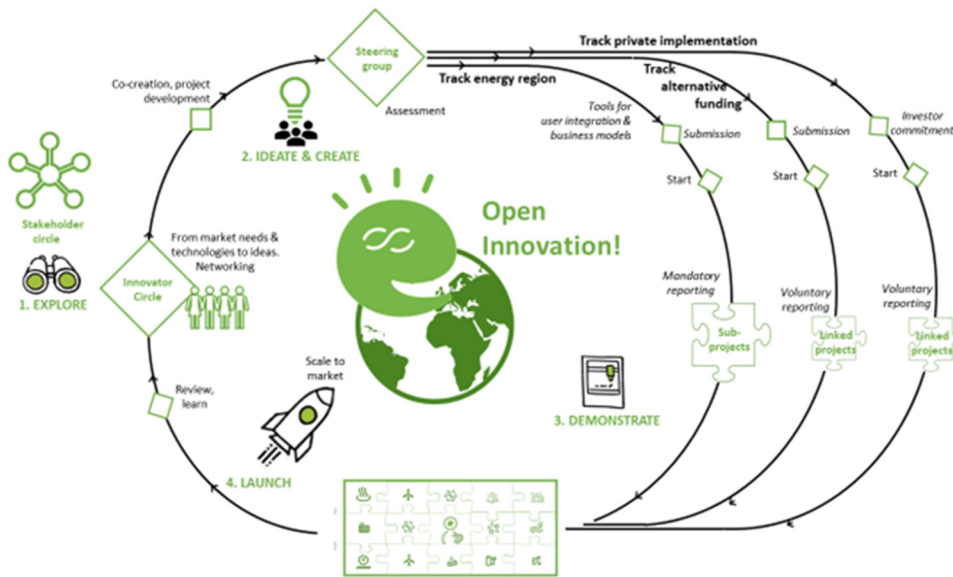 Steering
group
Track private implementation
Track
alternative
funding
Track energy region
Co-creation, project
development
Assessment
2. IDEATE & CREATE
Tools for
user integration &
business models
Submission
Submission
Investor
commitment
Start
Start
Start
Stakeholder
circle
1. EXPLORE
From market needs &
technologies to ideas.
Networking
Innovator
Circle
Open
Innovation!
Mandatory
reporting
Voluntary
reporting
Voluntary
reporting
Sub-
projects
Linked
projects
Linked
projects
Scale to
market
Review,
learn
3. DEMONSTRATE
4. LAUNCH